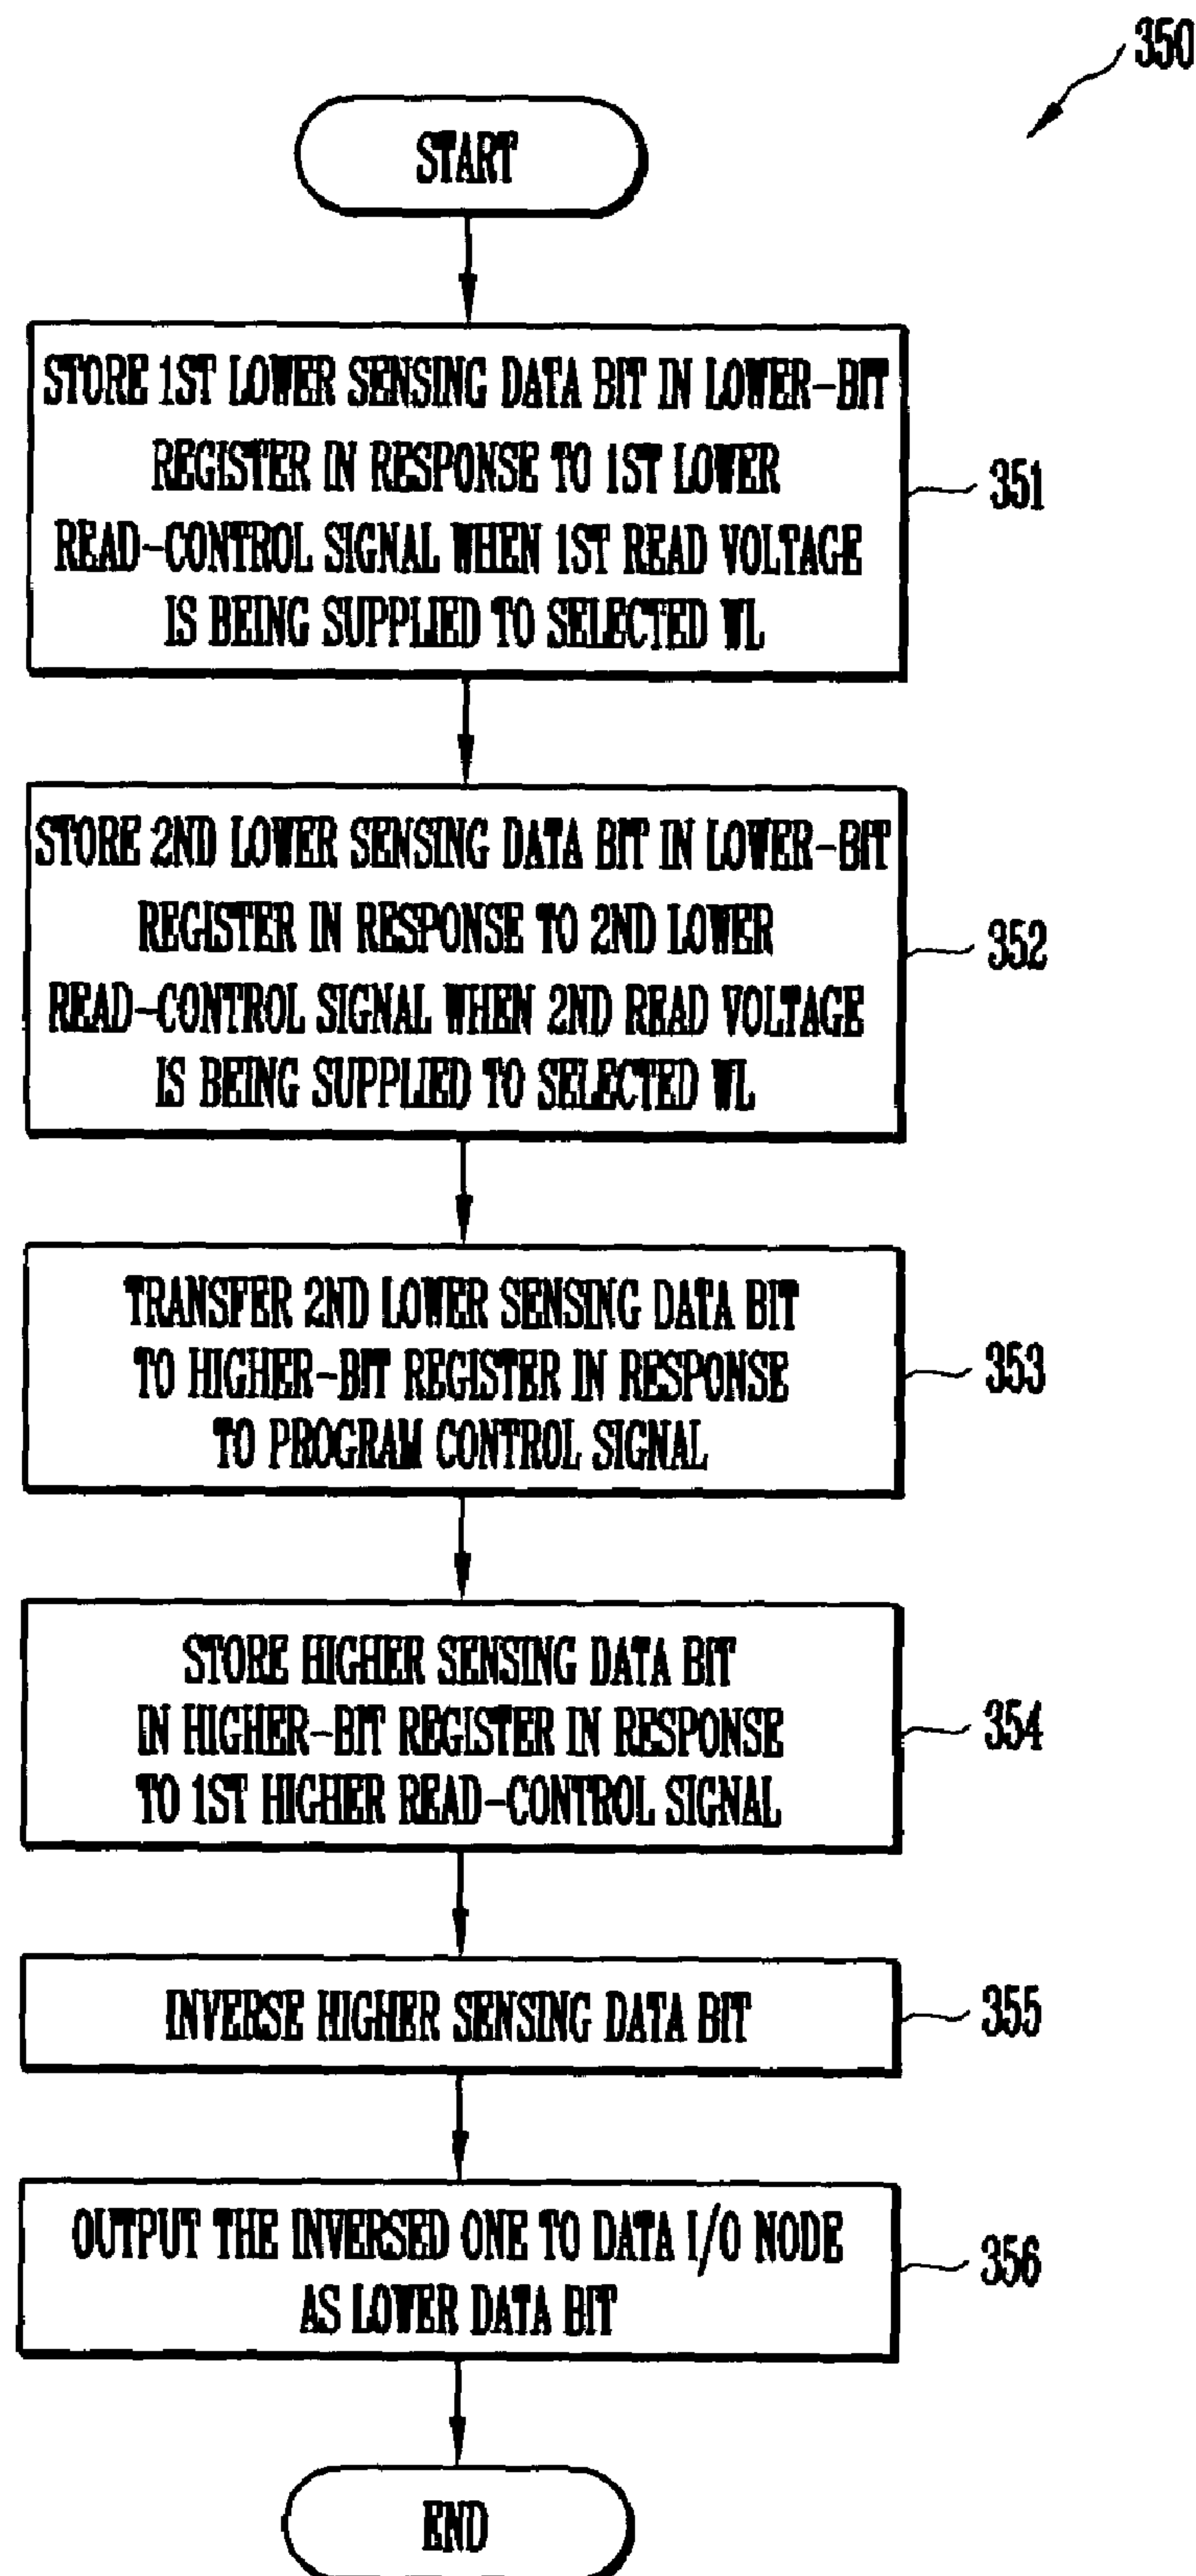 350
START
STORE 1ST LOWER SENSING DATA BIT IN LOWER-BIT
REGISTER IN RESPONSE TO 1ST LOWER
READ-CONTROL SIGNAL WHEN 1ST READ VOLTAGE
IS BEING SUPPLIED TO SELECTED WL
351
STORE 2ND LOWER SENSING DATA BIT IN LOWER-BIT
REGISTER IN RESPONSE TO 2ND LOWER
READ-CONTROL SIGNAL WHEN 2ND READ VOLTAGE
IS BEING SUPPLIED TO SELECTED WL
352
TRANSFER 2ND LOWER SENSING DATA BIT
TO HIGHER-BIT REGISTER IN RESPONSE
TO PROGRAM CONTROL SIGNAL
353
STORE HIGHER SENSING DATA BIT
IN HIGHER-BIT REGISTER IN RESPONSE
TO 1ST HIGHER READ-CONTROL SIGNAL
354
INVERSE HIGHER SENSING DATA BIT
355
OUTPUT THE INVERSED ONE TO DATA I/O NODE
AS LOWER DATA BIT
356
END